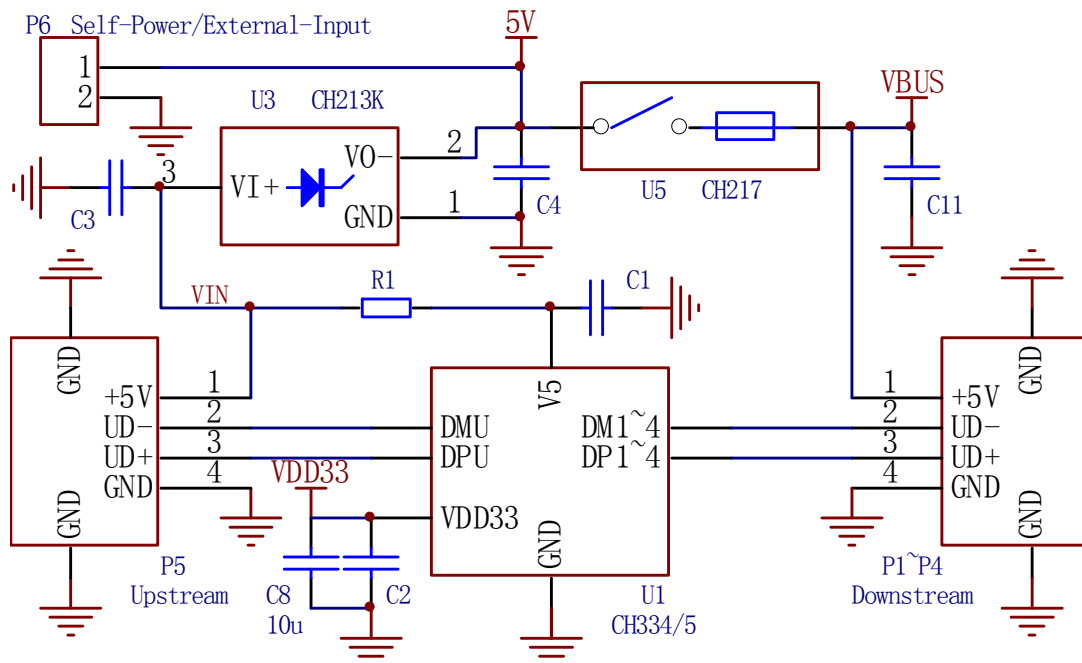 P6 Self-Power/External-Input
5V
1
2
U3 CH213K
VBUS
VO-
2
3
VI+
GND
1
C3
C4
U5 CH217
C11
VIN
R1
C1
GND
+5V
1
UD-
2
UD+
3
GND
4
GND
P5
Upstream
V5
DMU
DPU
VDD33
VDD33
GND
DM1~4
DP1~4
C8
10u
C2
U1
CH334/5
GND
1
+5V
2
UD-
3
UD+
4
GND
GND
P1~P4
Downstream